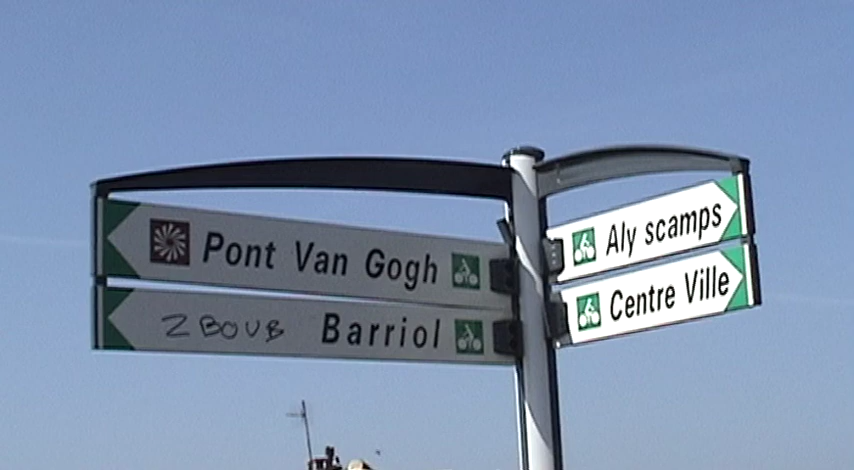 Pont Van Gogh
ZBOUB Barriol
Aly scamps
Centre Ville